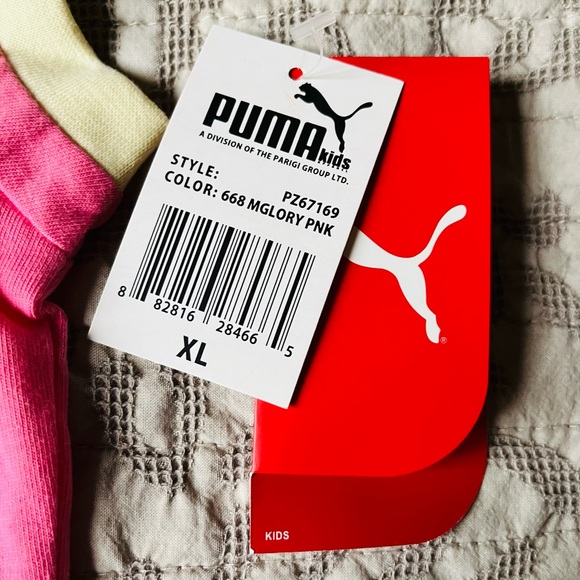 PUMA kids
A DIVISION OF THE PARIGI GROUP LTD.
STYLE: PZ67169
COLOR: 668 MGLORY PNK
8 82816 28466 5
XL
®
KIDS